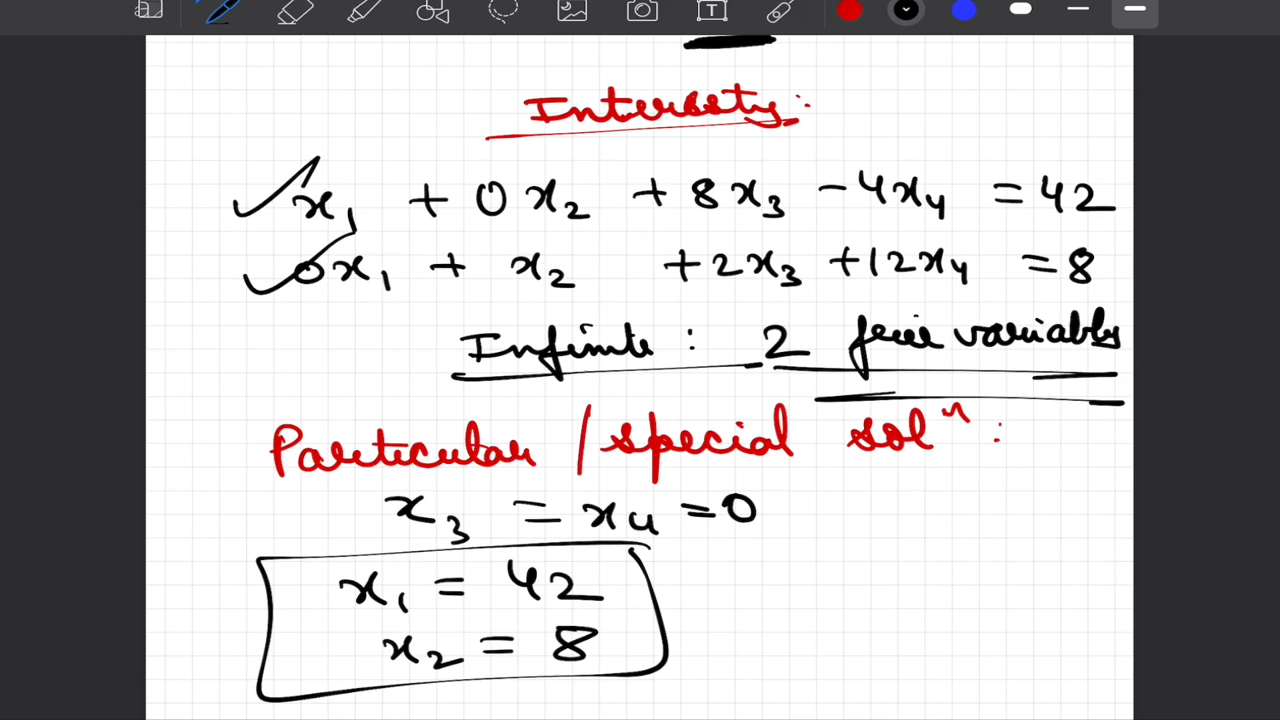 Intersty:
x₁ + 0x₂ + 8x₃ - 4x₄ = 42
0x₁ + x₂ + 2x₃ + 12x₄ = 8
Infinite: 2 free variables
Particular / special solⁿ:
x₃ = x₄ = 0
x₁ = 42
x₂ = 8